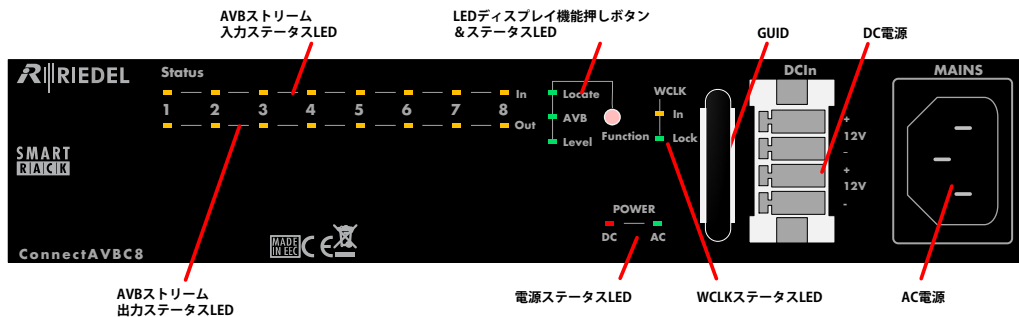 AVBストリーム
入力ステータスLED
LEDディスプレイ機能押しボタン
＆ステータスLED
GUID
DC電源
RIEDEL
Status
In
1 2 3 4 5 6 7 8
Out
Locate
AVB
Level
Function
WCLK
In
Lock
DCIn
+
12V
-
+
12V
-
MAINS
SMART
RACK
POWER
DC AC
MADE
IN EEC
CE
ConnectAVBC8
AVBストリーム
出力ステータスLED
電源ステータスLED
WCLKステータスLED
AC電源